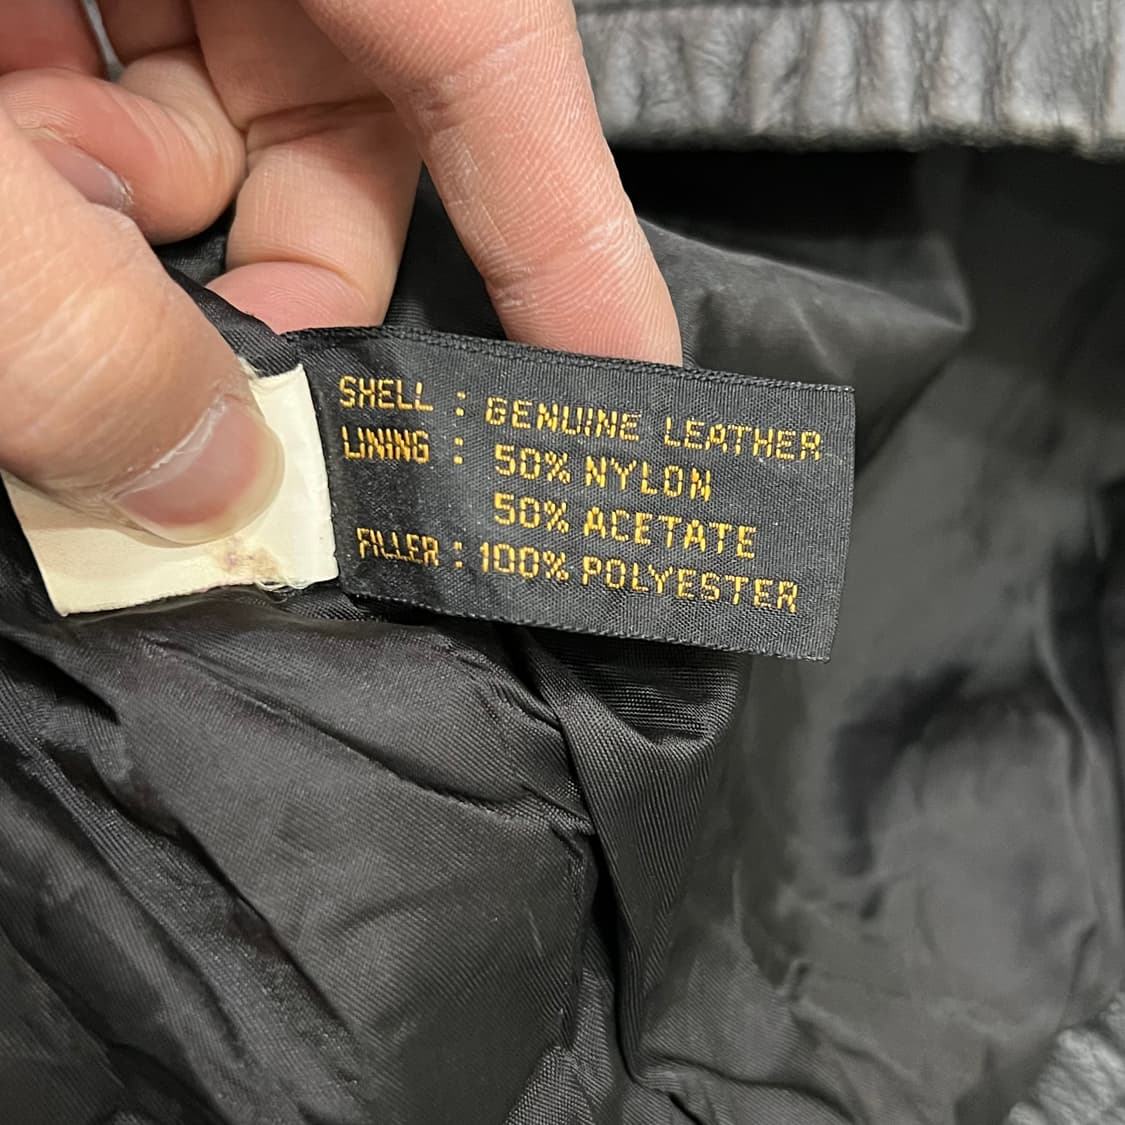 SHELL : GENUINE LEATHER
LINING : 50% NYLON
50% ACETATE
FILLER : 100% POLYESTER